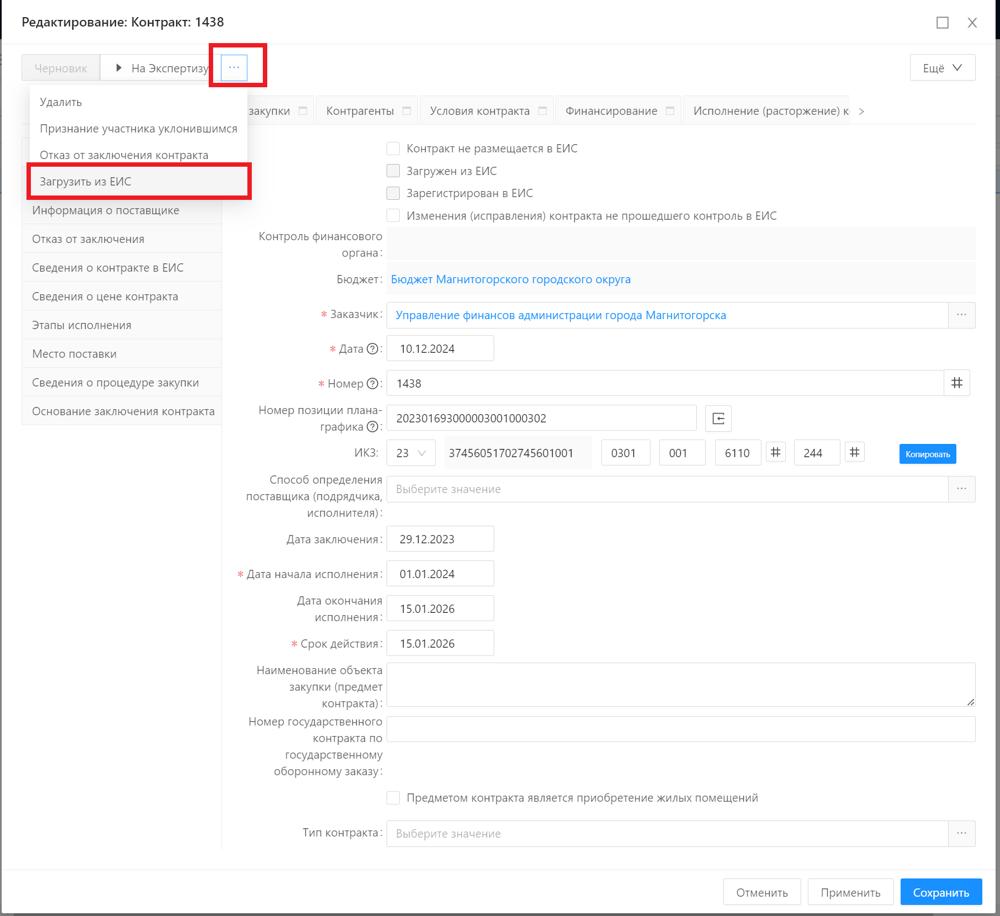 Редактирование: Контракт: 1438
Черновик
На Экспертизу
...
Ещё
Удалить
Признание участника уклонившимся
Отказ от заключения контракта
Загрузить из ЕИС
закупки
Контрагенты
Условия контракта
Финансирование
Исполнение (расторжение)
Информация о поставщике
Отказ от заключения
Сведения о контракте в ЕИС
Сведения о цене контракта
Этапы исполнения
Место поставки
Сведения о процедуре закупки
Основание заключения контракта
Контракт не размещается в ЕИС
Загружен из ЕИС
Зарегистрирован в ЕИС
Изменения (исправления) контракта не прошедшего контроль в ЕИС
Контроль финансового
органа:
Бюджет: Бюджет Магнитогорского городского округа
* Заказчик: Управление финансов администрации города Магнитогорска ...
* Дата ?: 10.12.2024
* Номер ?: 1438 #
Номер позиции плана-
графика ?: 202301693000003001000302
ИКЗ: 23 37456051702745601001 0301 001 6110 # 244 # Копировать
Способ определения
поставщика (подрядчика,
исполнителя):
Выберите значение ...
Дата заключения: 29.12.2023
* Дата начала исполнения: 01.01.2024
Дата окончания
исполнения:
15.01.2026
* Срок действия: 15.01.2026
Наименование объекта
закупки (предмет
контракта):
Номер государственного
контракта по
государственному
оборонному заказу:
Предметом контракта является приобретение жилых помещений
Тип контракта: Выберите значение ...
Отменить
Применить
Сохранить